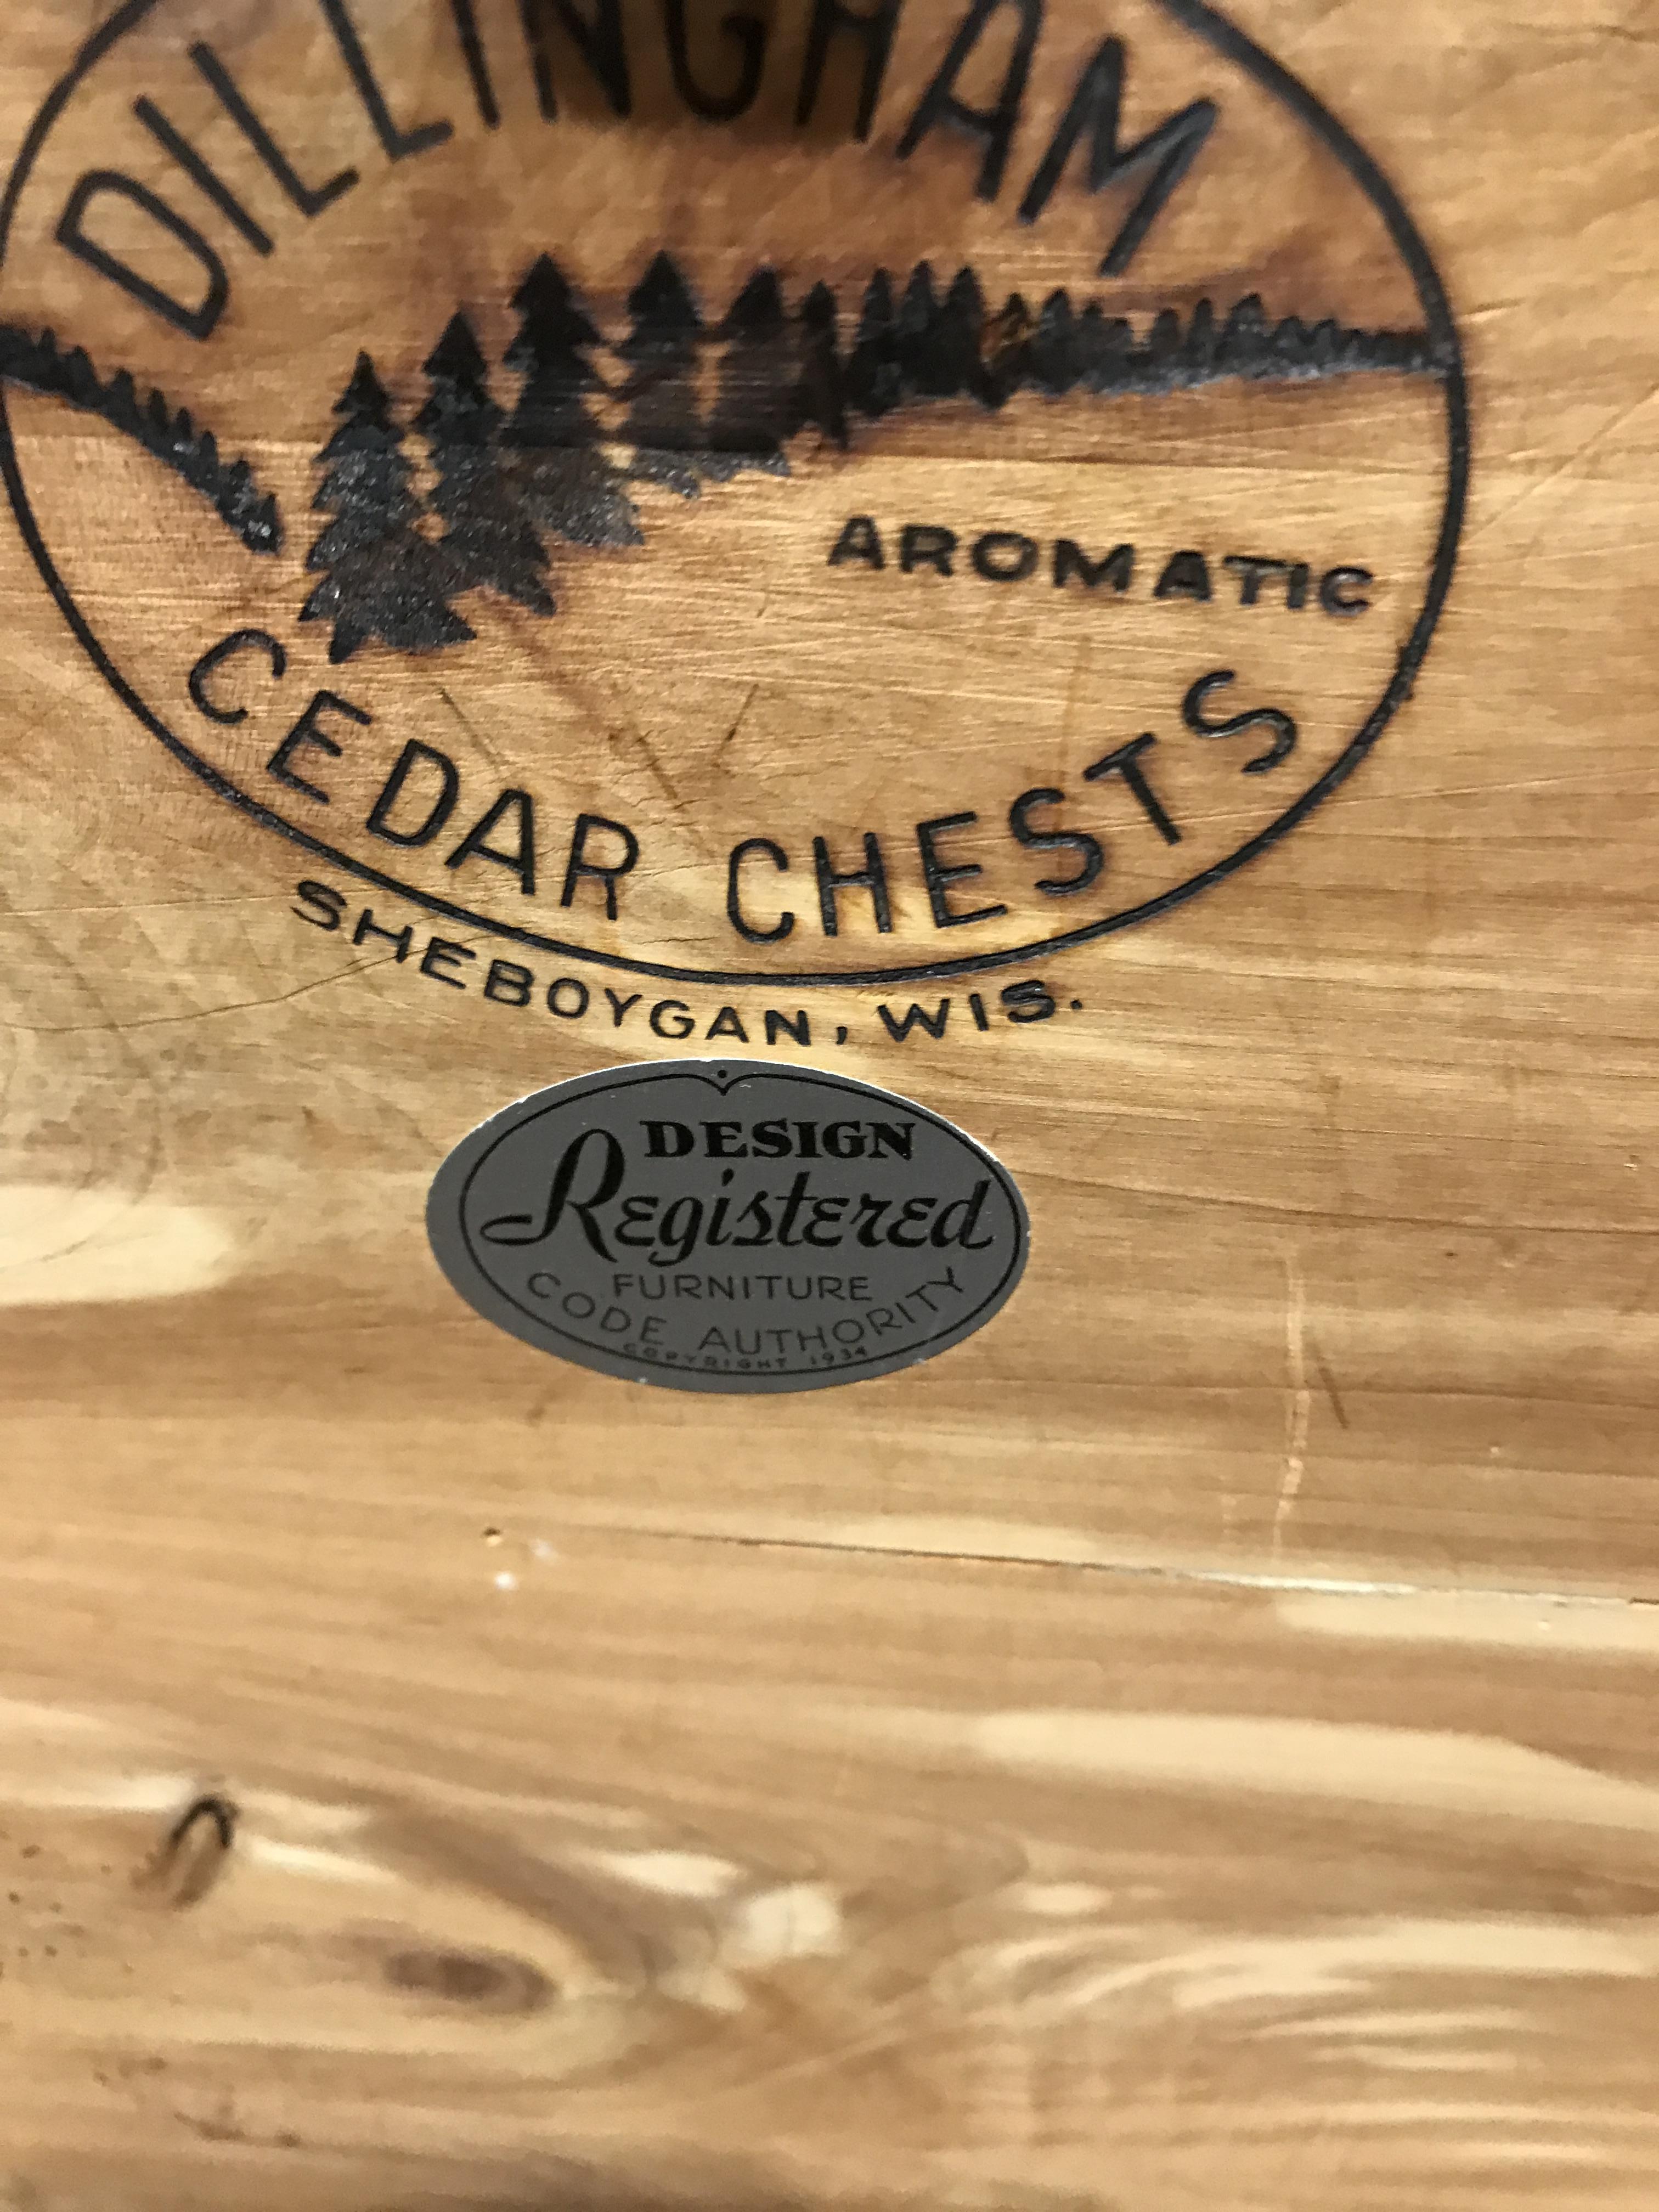 DILLINGHAM
AROMATIC
CEDAR CHESTS
SHEBOYGAN, WIS.
DESIGN
Registered
FURNITURE
CODE AUTHORITY
COPYRIGHT 1934